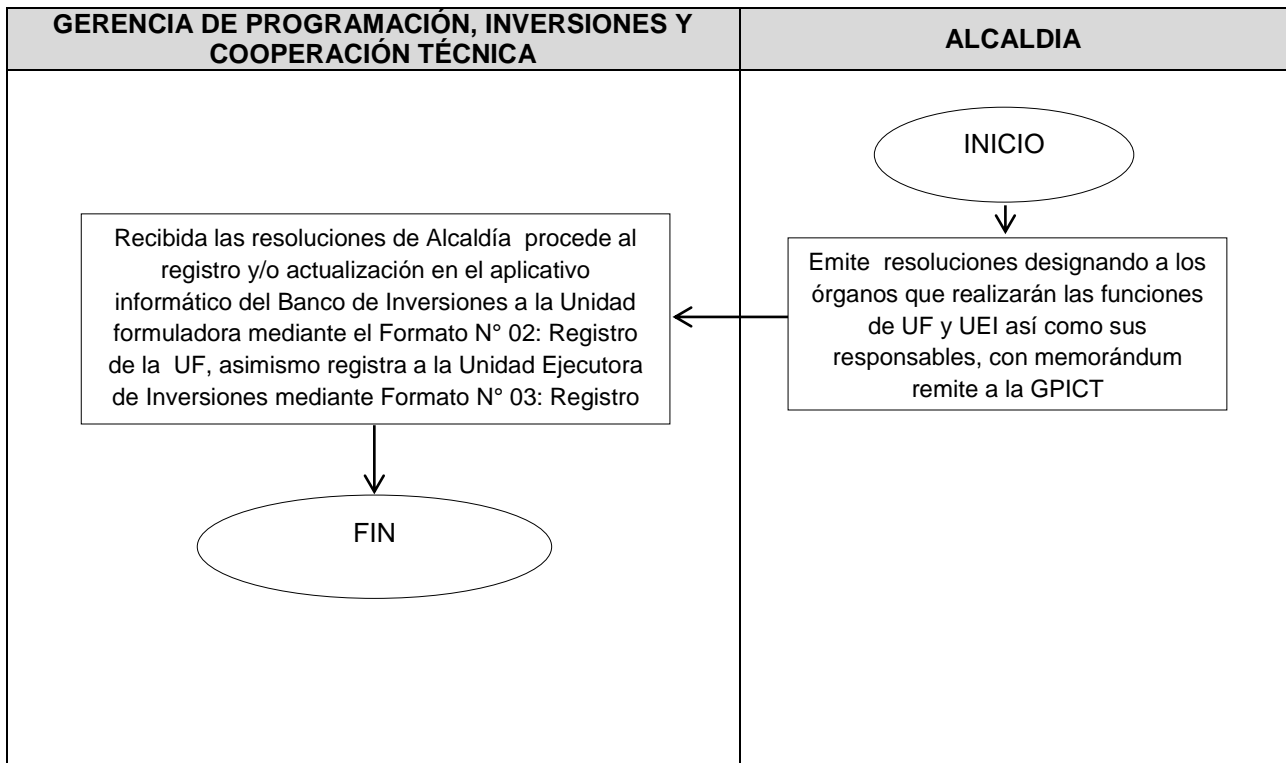 GERENCIA DE PROGRAMACIÓN, INVERSIONES Y
COOPERACIÓN TÉCNICA
ALCALDIA
INICIO
Emite  resoluciones designando a los
órganos que realizarán las funciones
de UF y UEI así como sus
responsables, con memorándum
remite a la GPICT
Recibida las resoluciones de Alcaldía  procede al
registro y/o actualización en el aplicativo
informático del Banco de Inversiones a la Unidad
formuladora mediante el Formato N° 02: Registro
de la  UF, asimismo registra a la Unidad Ejecutora
de Inversiones mediante Formato N° 03: Registro
FIN